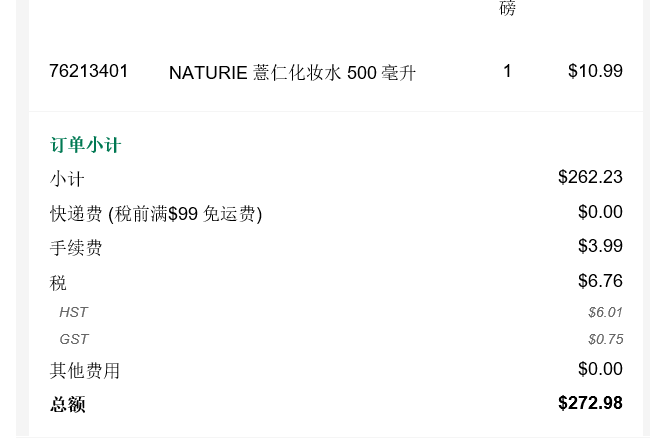 磅
76213401 NATURIE 薏仁化妆水 500 毫升 1 $10.99
订单小计
小计 $262.23
快递费 (税前满$99 免运费) $0.00
手续费 $3.99
税 $6.76
HST $6.01
GST $0.75
其他费用 $0.00
总额 $272.98